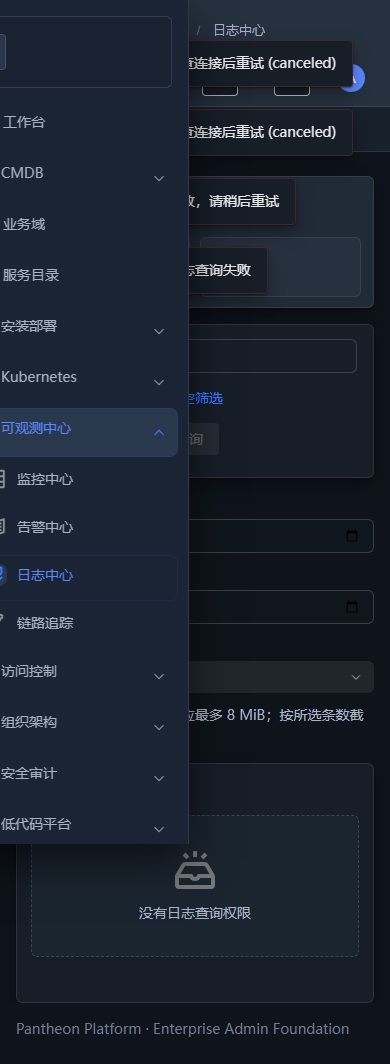 / 日志中心
连接后重试 (canceled)
工作台
连接后重试 (canceled)
CMDB
，请稍后重试
业务域
查询失败
服务目录
安装部署
Kubernetes
筛选
可观测中心
询
监控中心
告警中心
日志中心
链路追踪
访问控制
最多 8 MiB；按所选条数截
组织架构
安全审计
低代码平台
没有日志查询权限
Pantheon Platform · Enterprise Admin Foundation